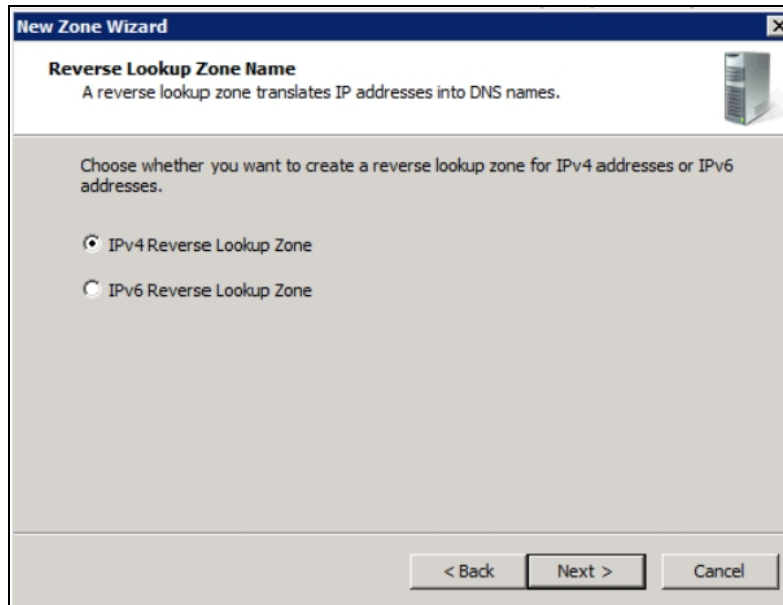 New Zone Wizard
Reverse Lookup Zone Name
A reverse lookup zone translates IP addresses into DNS names.
Choose whether you want to create a reverse lookup zone for IPv4 addresses or IPv6
addresses.
IPv4 Reverse Lookup Zone
IPv6 Reverse Lookup Zone
< Back Next > Cancel